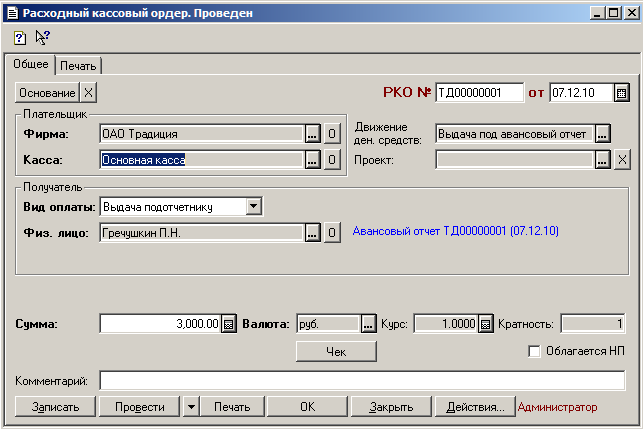 Расходный кассовый ордер. Проведен
Общее Печать
Основание X РКО № ТД00000001 от 07.12.10
Плательщик
Фирма: ОАО Традиция ... О Движение ден. средств: Выдача под авансовый отчет ...
Касса: Основная касса ... О Проект: ... X
Получатель
Вид оплаты: Выдача подотчетнику
Физ. лицо: Гречушкин П.Н. ... О Авансовый отчет ТД00000001 (07.12.10)
Сумма: 3,000.00 Валюта: руб. ... Курс: 1.0000 Кратность: 1
Чек Облагается НП
Комментарий:
Записать Провести Печать OK Закрыть Действия... Администратор